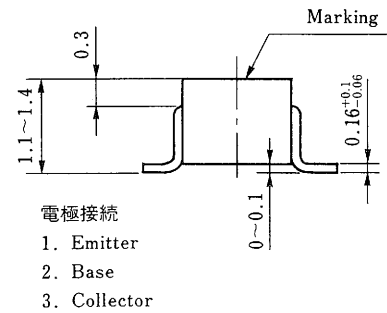 Marking
0.3
1.1~1.4
0.16+0.1-0.06
0~0.1
電極接続
1. Emitter
2. Base
3. Collector